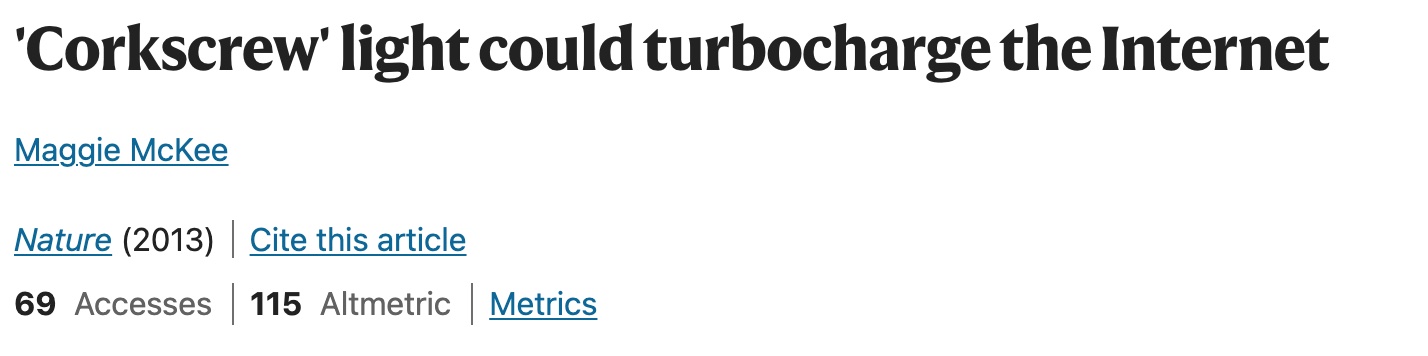 'Corkscrew' light could turbocharge the Internet
Maggie McKee
Nature (2013) | Cite this article
69 Accesses | 115 Altmetric | Metrics